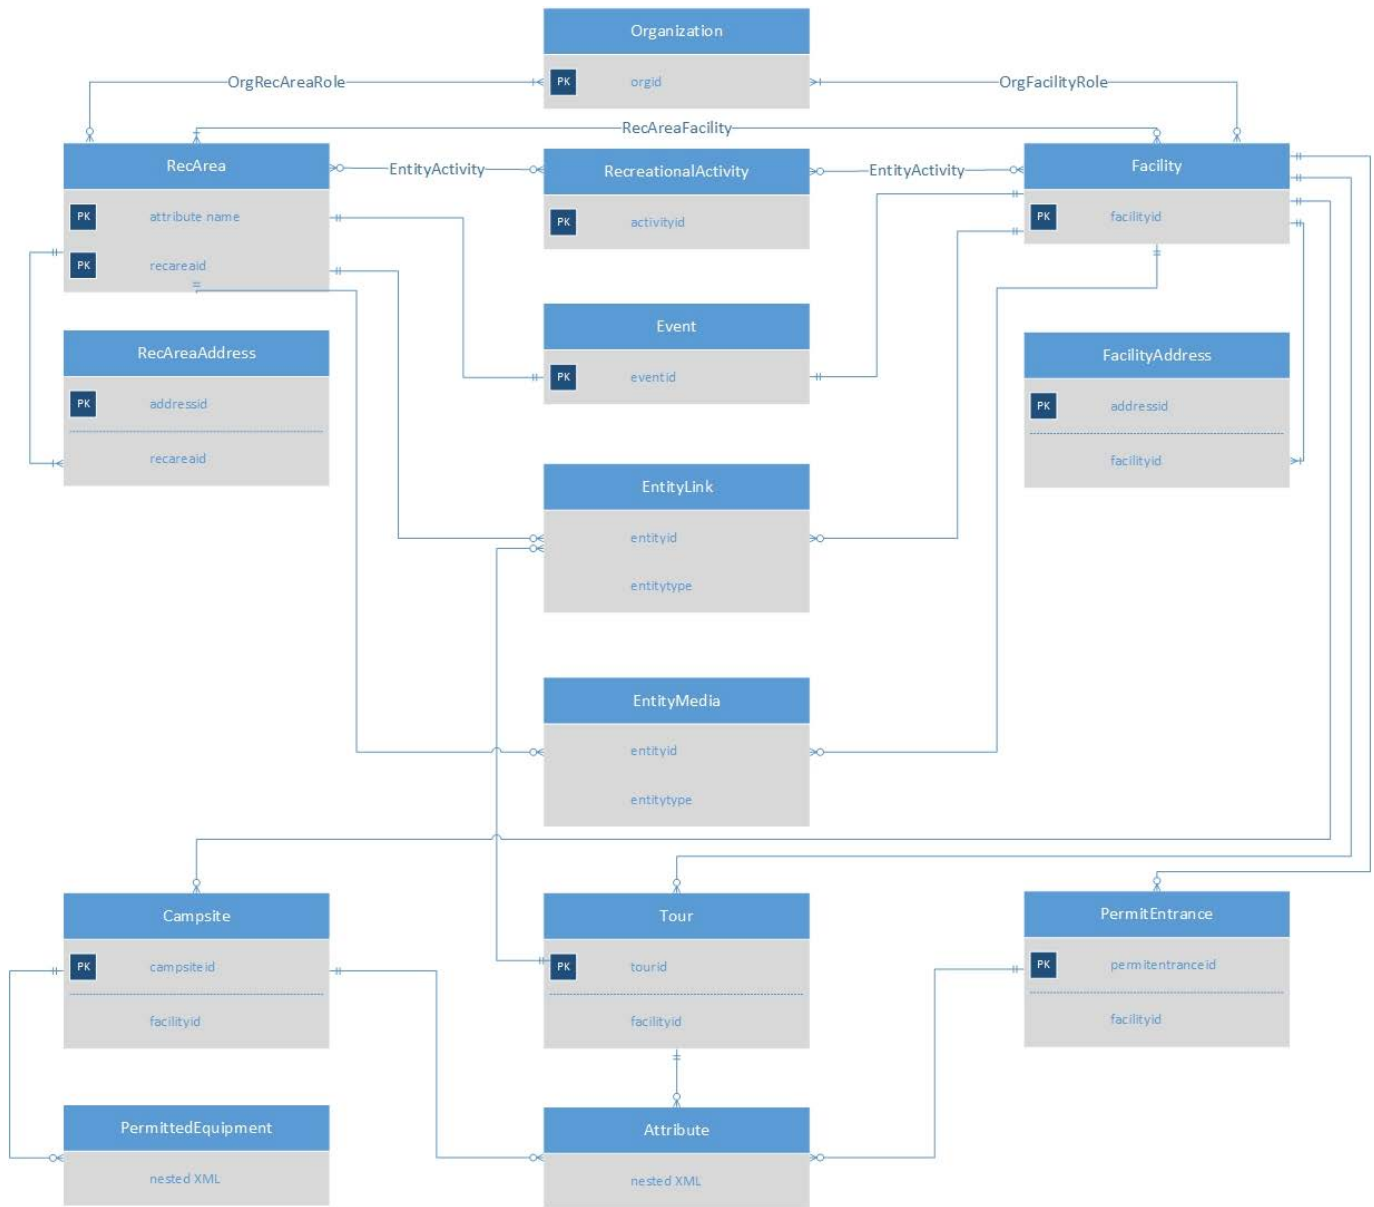 Organization
PK orgid
OrgRecAreaRole
OrgFacilityRole
RecAreaFacility
RecArea
PK attribute name
PK recareaid
EntityActivity
RecreationalActivity
PK activityid
EntityActivity
Facility
PK facilityid
Event
PK eventid
RecAreaAddress
PK addressid
recareaid
FacilityAddress
PK addressid
facilityid
EntityLink
entityid
entitytype
EntityMedia
entityid
entitytype
Campsite
PK campsiteid
facilityid
Tour
PK tourid
facilityid
PermitEntrance
PK permitentranceid
facilityid
PermittedEquipment
nested XML
Attribute
nested XML